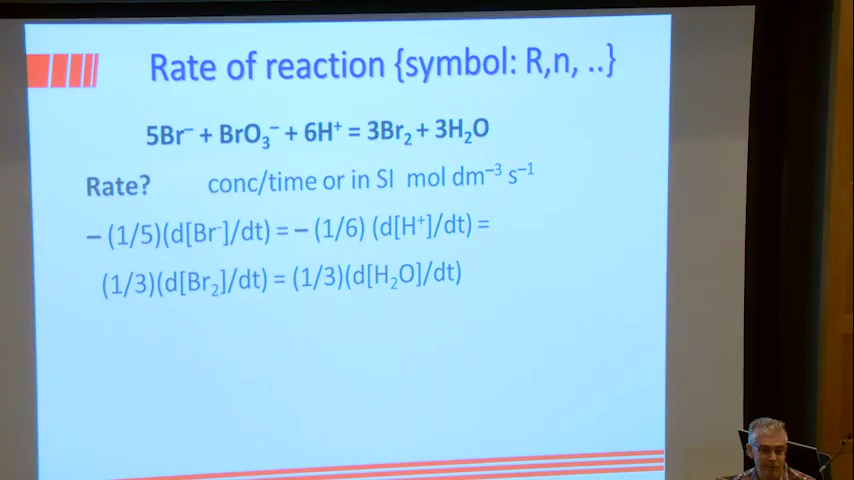 Rate of reaction {symbol: R,n, ..}
5Br⁻ + BrO₃⁻ + 6H⁺ = 3Br₂ + 3H₂O
Rate? conc/time or in SI mol dm⁻³ s⁻¹
– (1/5)(d[Br⁻]/dt) = – (1/6) (d[H⁺]/dt) =
(1/3)(d[Br₂]/dt) = (1/3)(d[H₂O]/dt)